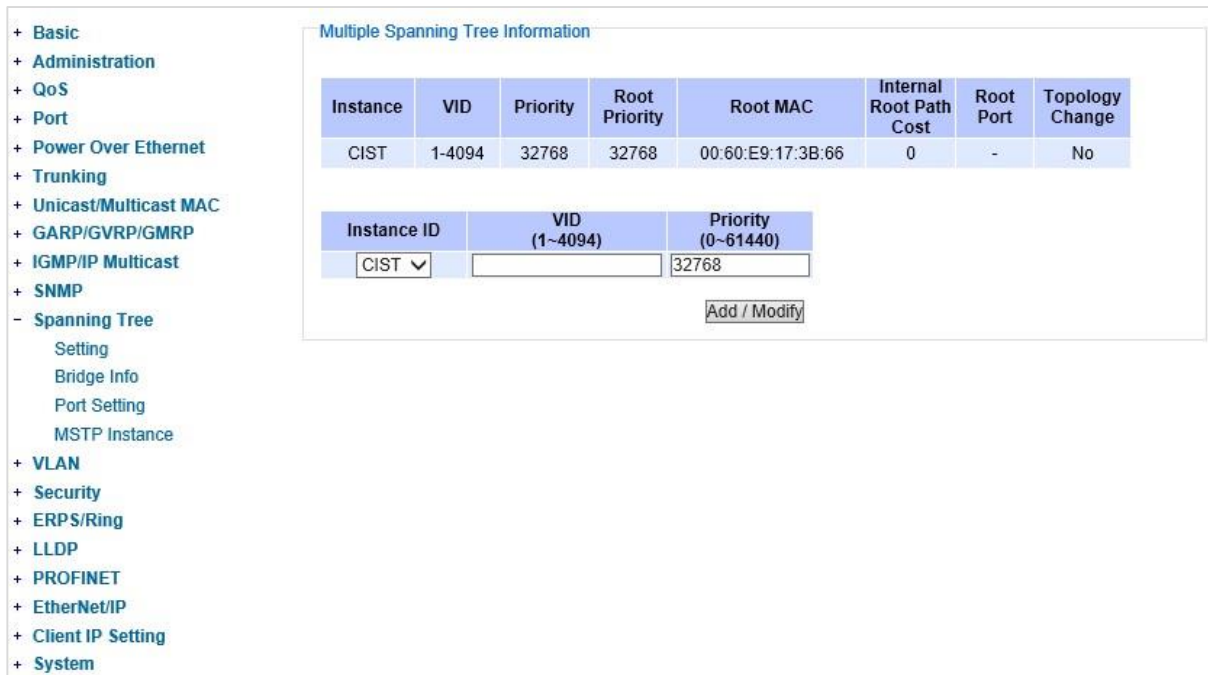 + Basic
+ Administration
+ QoS
+ Port
+ Power Over Ethernet
+ Trunking
+ Unicast/Multicast MAC
+ GARP/GVRP/GMRP
+ IGMP/IP Multicast
+ SNMP
- Spanning Tree
Setting
Bridge Info
Port Setting
MSTP Instance
+ VLAN
+ Security
+ ERPS/Ring
+ LLDP
+ PROFINET
+ EtherNet/IP
+ Client IP Setting
+ System
Multiple Spanning Tree Information
Instance VID Priority Root Priority Root MAC Internal Root Path Cost Root Port Topology Change
CIST 1-4094 32768 32768 00:60:E9:17:3B:66 0 - No
Instance ID VID (1~4094) Priority (0~61440)
CIST 32768
Add / Modify